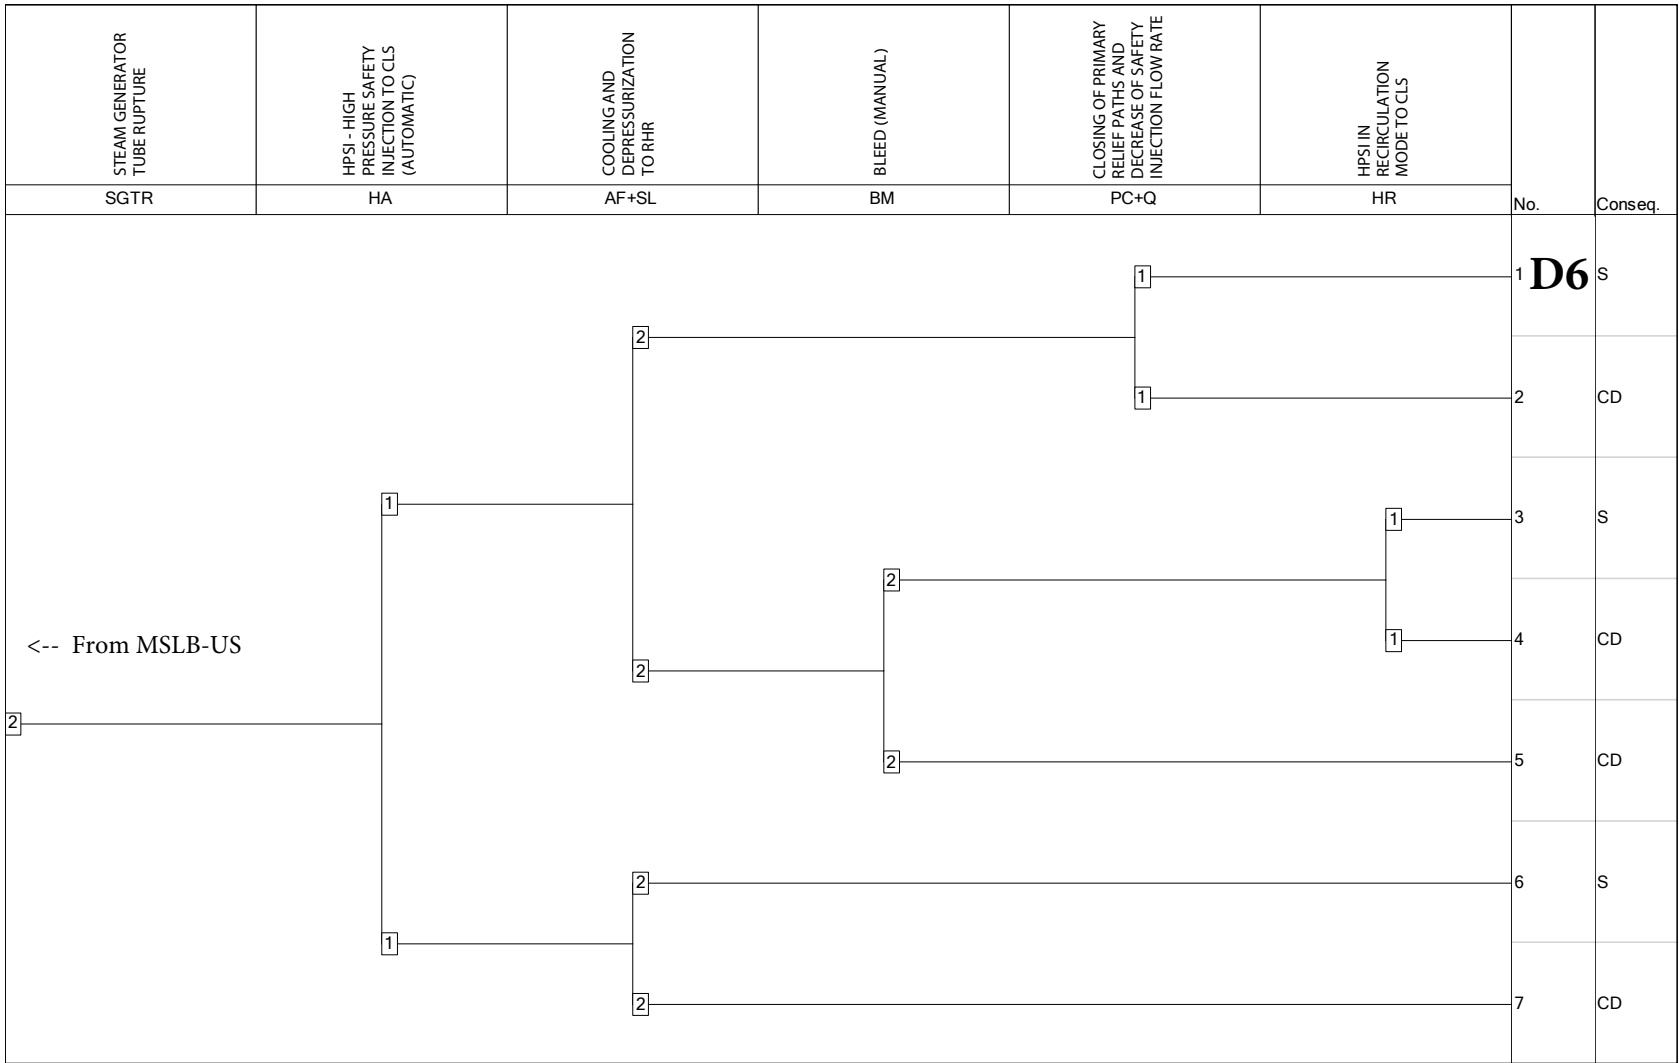 STEAM GENERATOR
TUBE RUPTURE
HPSI - HIGH
PRESSURE SAFETY
INJECTION TO CLS
(AUTOMATIC)
COOLING AND
DEPRESSURIZATION
TO RHR
BLEED (MANUAL)
CLOSING OF PRIMARY
RELIEF PATHS AND
DECREASE OF SAFETY
INJECTION FLOW RATE
HPSI IN
RECIRCULATION
MODE TO CLS
SGTR HA AF+SL BM PC+Q HR No. Conseq.
1 1 D6 S
2
1 2 CD
1 1 3 S
2
<-- From MSLB-US 1 4 CD
2
2
2 5 CD
2 6 S
1
2 7 CD